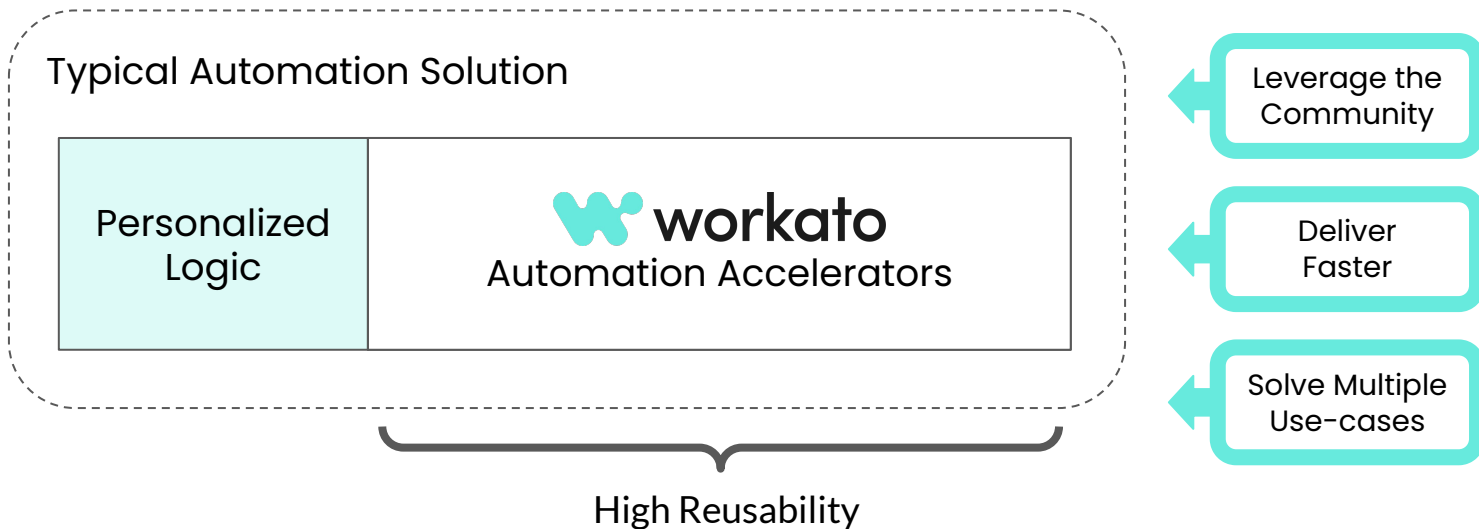 Typical Automation Solution
Personalized
Logic
workato
Automation Accelerators
High Reusability
Leverage the
Community
Deliver
Faster
Solve Multiple
Use-cases